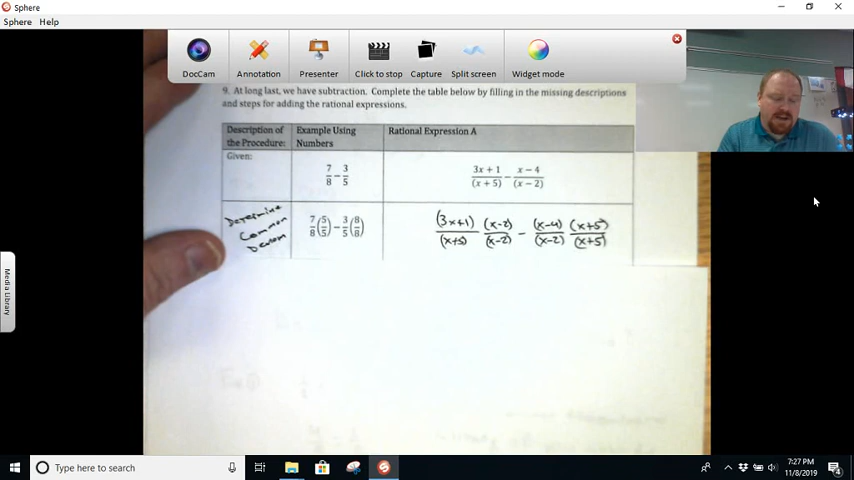 Sphere
Sphere Help
DocCam
Annotation
Presenter
Click to stop
Capture
Split screen
Widget mode
9. At long last, we have subtraction. Complete the table below by filling in the missing descriptions
and steps for adding the rational expressions.
Description of
the Procedure:
Example Using
Numbers
Rational Expression A
Given:
7/8 - 3/5
3x + 1/(x + 5) - x - 4/(x - 2)
Determine
Common
Denom
7/8(5/5) - 3/5(8/8)
(3x+1)/(x+5) (x-2)/(x-2) - (x-4)/(x-2) (x+5)/(x+5)
Media Library
Type here to search
7:27 PM
11/8/2019